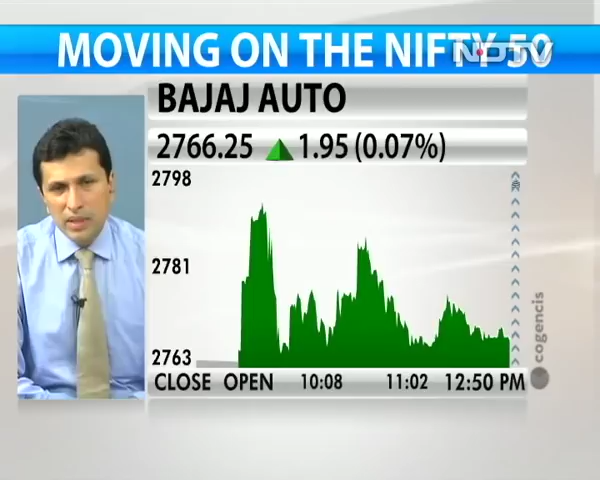 MOVING ON THE NIFTY 50
NDTV
BAJAJ AUTO
2766.25 1.95 (0.07%)
2798
2781
2763
CLOSE OPEN 10:08 11:02 12:50 PM
cogencis